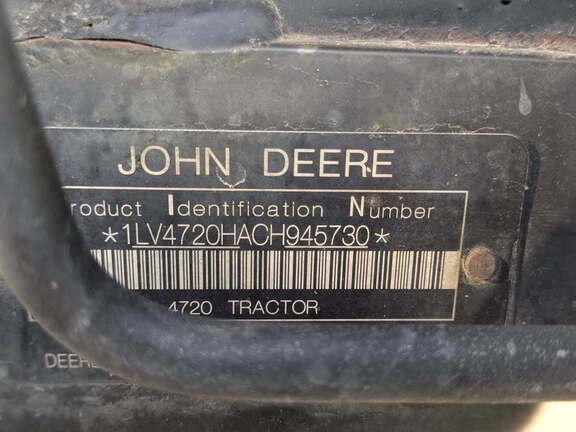 JOHN DEERE
roduct Identification Number
*1LV4720HACH945730*
4720 TRACTOR
DEERE